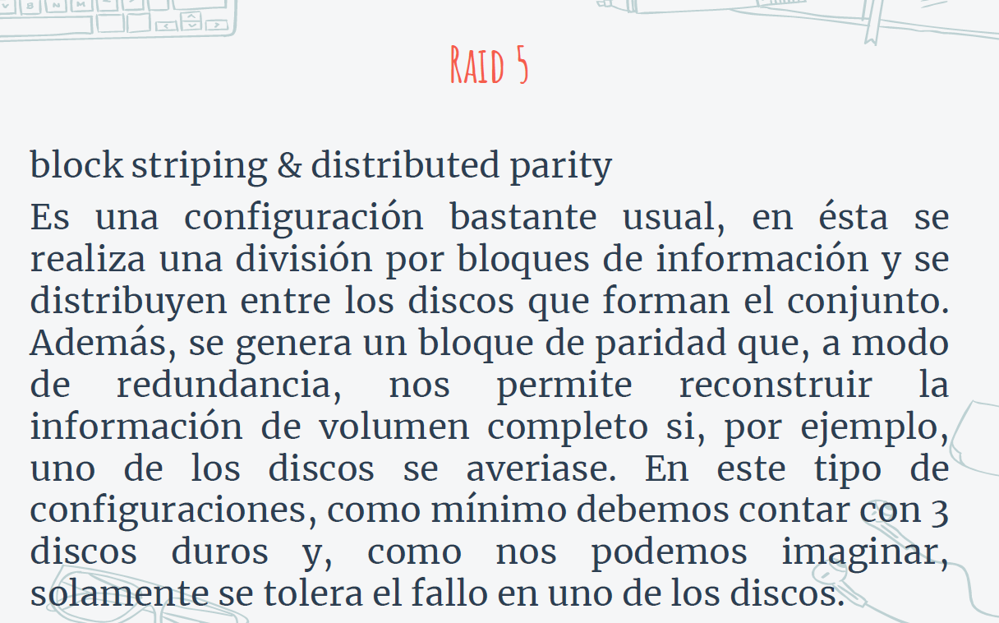 Raid 5
block striping & distributed parity
Es una configuración bastante usual, en ésta se
realiza una división por bloques de información y se
distribuyen entre los discos que forman el conjunto.
Además, se genera un bloque de paridad que, a modo
de redundancia, nos permite reconstruir la
información de volumen completo si, por ejemplo,
uno de los discos se averiase. En este tipo de
configuraciones, como mínimo debemos contar con 3
discos duros y, como nos podemos imaginar,
solamente se tolera el fallo en uno de los discos.